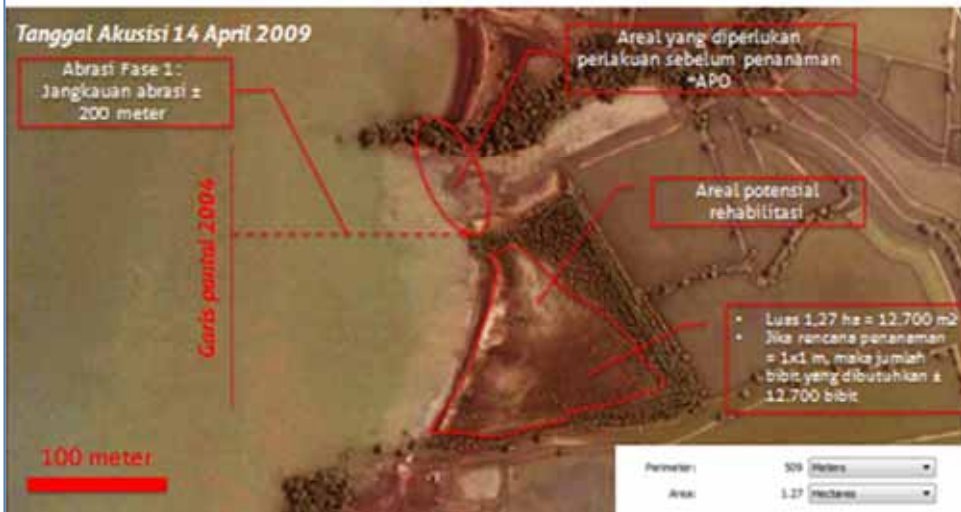 Tanggal Akusisi 14 April 2009
Abrasi Fase 1:
Jangkauan abrasi ±
200 meter
Areal yang diperlukan
perlakuan sebelum penanaman
*APO
Garis pantai 2004
Areal potensial
rehabilitasi
• Luas 1,27 ha = 12.700 m2
• Jika rencana penanaman
= 1x1 m, maka jumlah
bibit yang dibutuhkan ±
12.700 bibit
100 meter
Perimeter: 509 Meters
Area: 1.27 Hectares